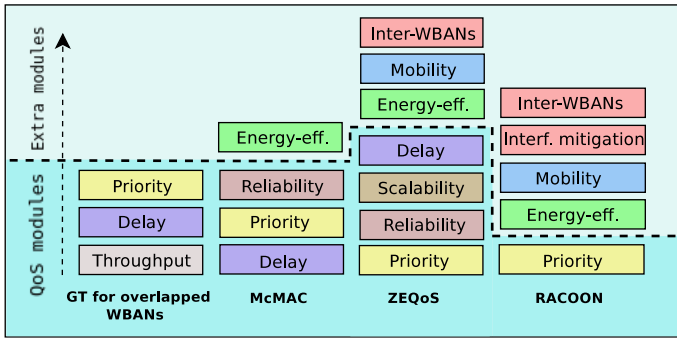 Extra modules
QoS modules
Priority
Delay
Throughput
GT for overlapped
WBANs
Energy-eff.
Reliability
Priority
Delay
McMAC
Inter-WBANs
Mobility
Energy-eff.
Delay
Scalability
Reliability
Priority
ZEQoS
Inter-WBANs
Interf. mitigation
Mobility
Energy-eff.
Priority
RACOON